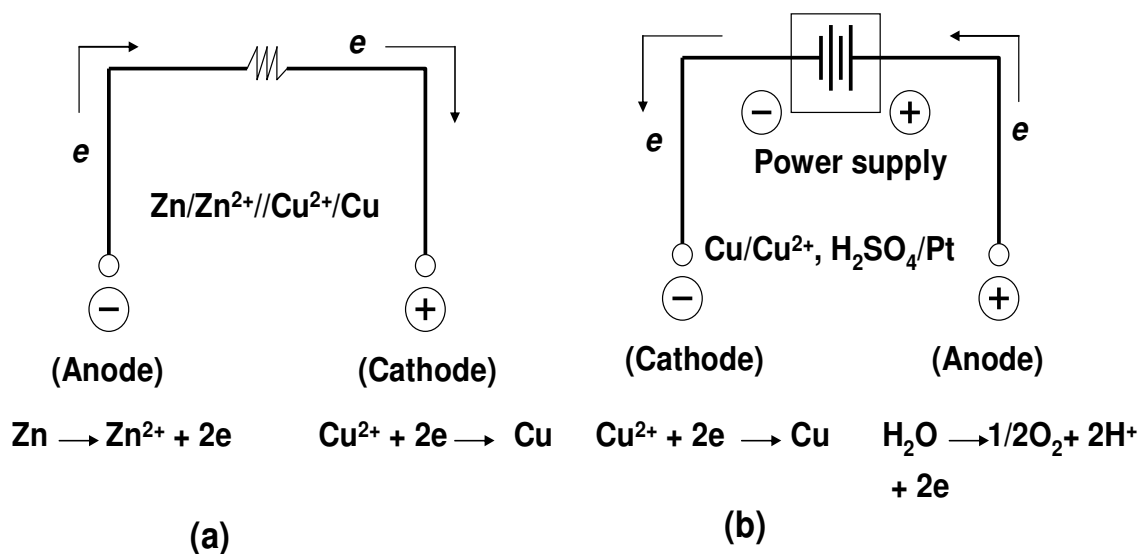 e
e
Zn/Zn²⁺//Cu²⁺/Cu
−
+
(Anode)
(Cathode)
Zn → Zn²⁺ + 2e
Cu²⁺ + 2e → Cu
(a)
e
e
−
+
Power supply
Cu/Cu²⁺, H₂SO₄/Pt
−
+
(Cathode)
(Anode)
Cu²⁺ + 2e → Cu
H₂O → 1/2O₂+ 2H⁺
+ 2e
(b)